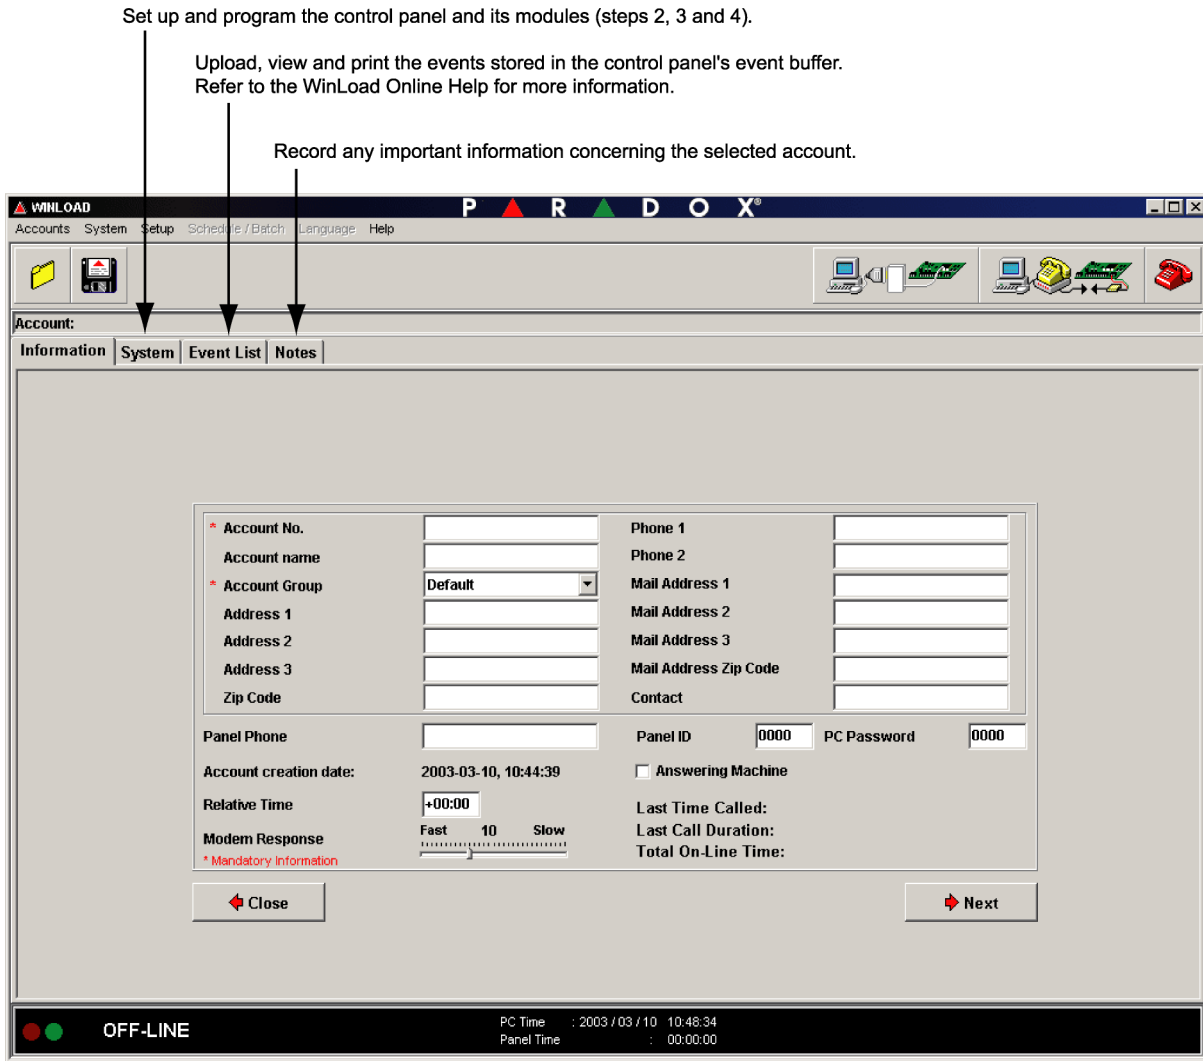 Set up and program the control panel and its modules (steps 2, 3 and 4).
Upload, view and print the events stored in the control panel's event buffer.
Refer to the WinLoad Online Help for more information.
Record any important information concerning the selected account.
WINLOAD
P A R A D O X®
Accounts System Setup Schedule / Batch Language Help
Account:
Information System Event List Notes
* Account No. Phone 1
Account name Phone 2
* Account Group Default Mail Address 1
Address 1 Mail Address 2
Address 2 Mail Address 3
Address 3 Mail Address Zip Code
Zip Code Contact
Panel Phone Panel ID 0000 PC Password 0000
Account creation date: 2003-03-10, 10:44:39 Answering Machine
Relative Time +00:00 Last Time Called:
Modem Response Fast 10 Slow Last Call Duration:
* Mandatory Information Total On-Line Time:
Close Next
OFF-LINE
PC Time : 2003 / 03 / 10 10:48:34
Panel Time : 00:00:00